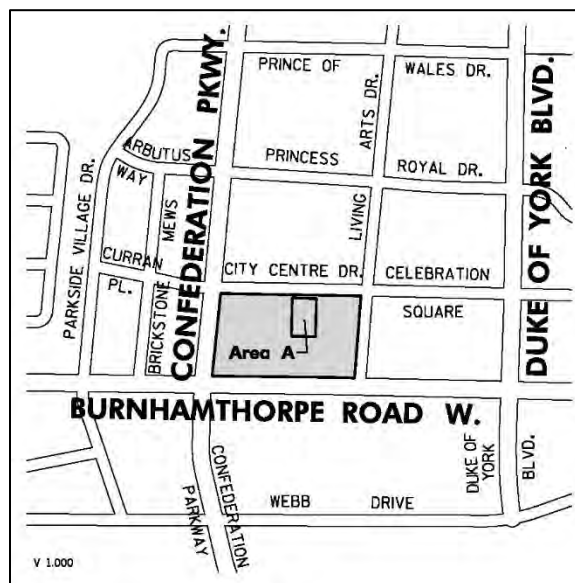 PRINCE OF WALES DR.
CONFEDERATION PKWY.
ARTS DR.
DUKE OF YORK BLVD.
ARBUTUS
WAY
PRINCESS ROYAL DR.
PARKSIDE VILLAGE DR.
MEWS
LIVING
CURRAN
PL.
CITY CENTRE DR.
CELEBRATION
SQUARE
BRICKSTONE
Area A
BURNHAMTHORPE ROAD W.
DUKE OF
YORK
BLVD.
CONFEDERATION
PARKWAY
WEBB DRIVE
V 1.000